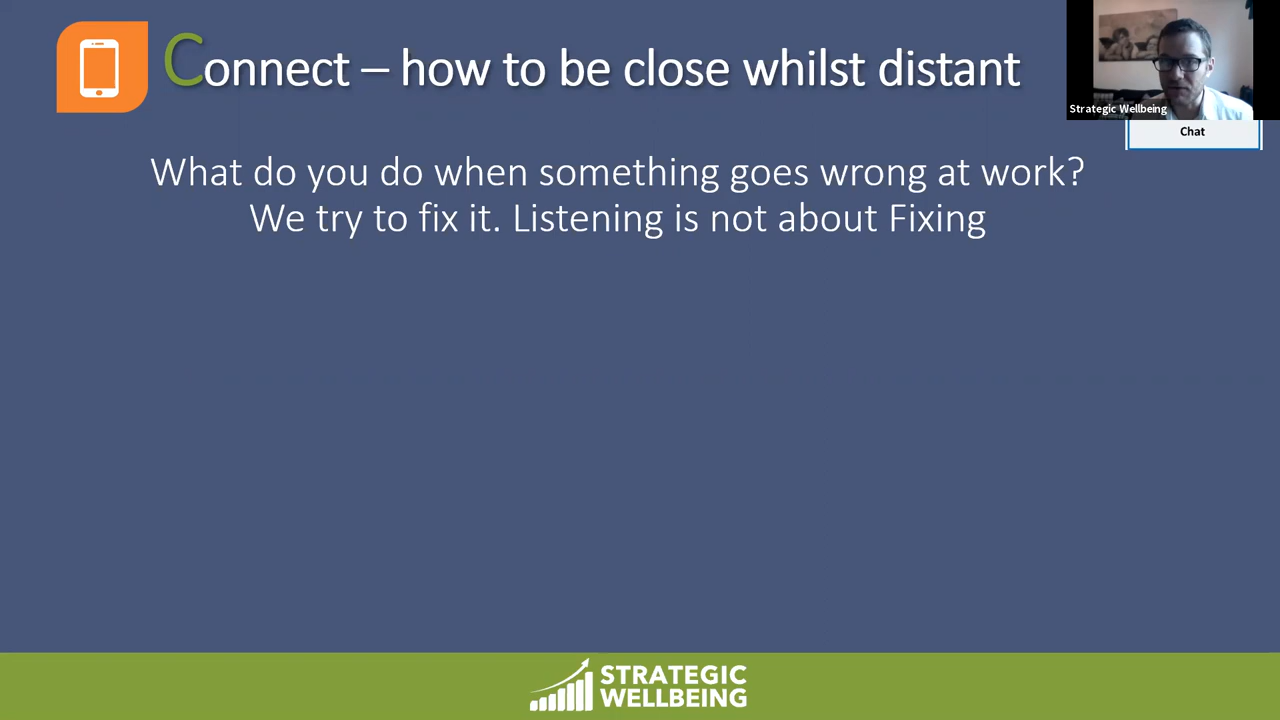 Connect – how to be close whilst distant
Strategic Wellbeing
Chat
What do you do when something goes wrong at work?
We try to fix it. Listening is not about Fixing
STRATEGIC
WELLBEING